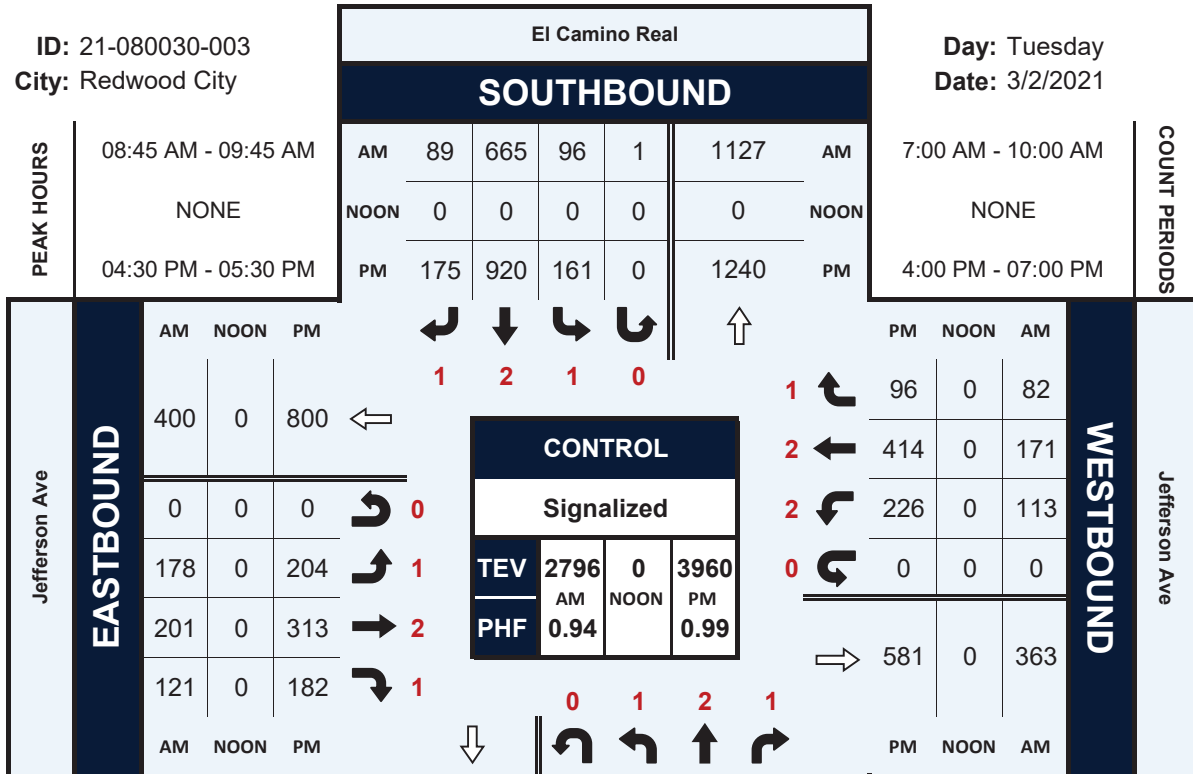 El Camino Real
ID: 21-080030-003
Day: Tuesday
City: Redwood City
Date: 3/2/2021
SOUTHBOUND
PEAK HOURS
08:45 AM - 09:45 AM
AM 89 665 96 1 1127 AM
7:00 AM - 10:00 AM
COUNT PERIODS
NONE
NOON 0 0 0 0 0 NOON
NONE
04:30 PM - 05:30 PM
PM 175 920 161 0 1240 PM
4:00 PM - 07:00 PM
AM NOON PM
PM NOON AM
1 2 1 0
1 96 0 82
400 0 800
CONTROL
2 414 0 171
Jefferson Ave
EASTBOUND
WESTBOUND
Jefferson Ave
0 0 0 0
Signalized
2 226 0 113
178 0 204 1
TEV 2796 0 3960
0 0 0 0
AM NOON PM
201 0 313 2
PHF 0.94 0.99
581 0 363
121 0 182 1
0 1 2 1
AM NOON PM
PM NOON AM